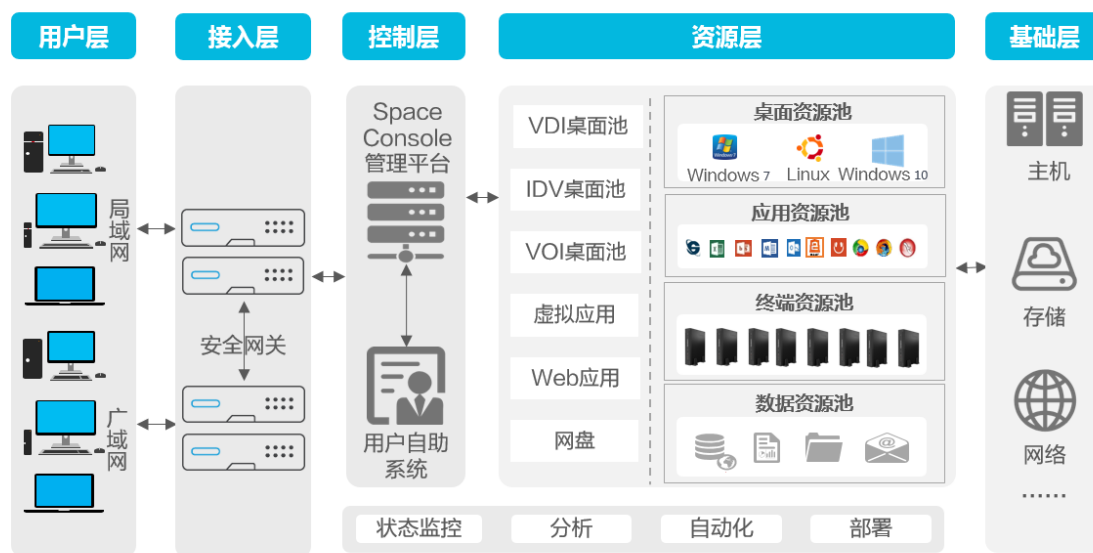 用户层
接入层
控制层
资源层
基础层
局域网
广域网
安全网关
Space
Console
管理平台
用户自助
系统
VDI桌面池
IDV桌面池
VOI桌面池
虚拟应用
Web应用
网盘
桌面资源池
Windows 7
Linux
Windows 10
应用资源池
终端资源池
数据资源池
主机
存储
网络
......
状态监控
分析
自动化
部署